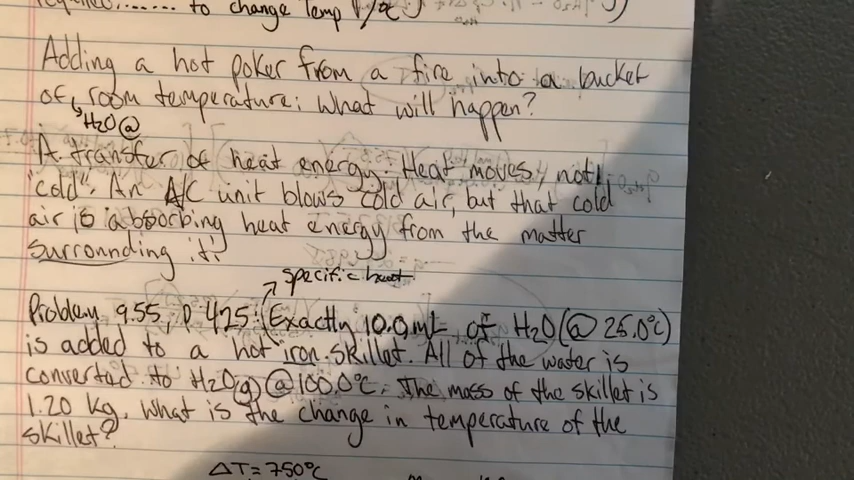 to change Temp
Adding a hot poker from a fire into a bucket
of room temperature; What will happen?
H2O @
A transfer of heat energy. Heat moves, not
"cold". An A/C unit blows cold air, but that cold
air is absorbing heat energy from the matter
surronnding it!
specific heat
Problem 9.55, p 425: Exactly 10.0 mL of H2O (@ 25.0°C)
is added to a hot iron skillet. All of the water is
converted to H2O(g) @ 100.0°C. The mass of the skillet is
1.20 kg. What is the change in temperature of the
skillet?
ΔT = 750°C